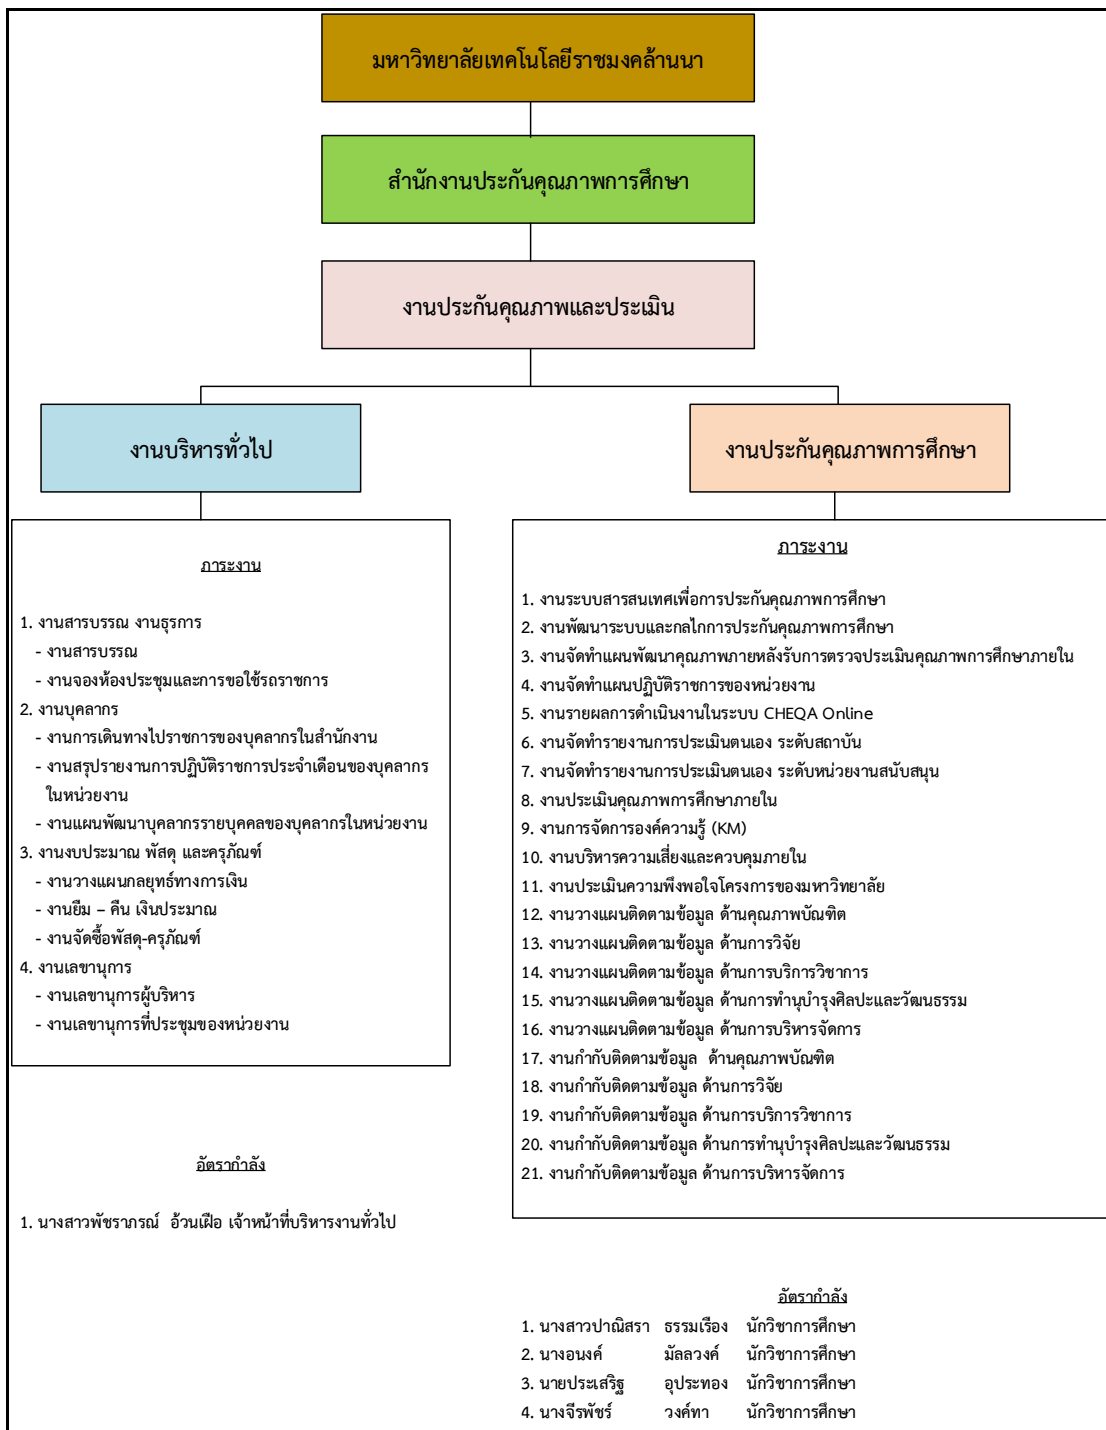 มหาวิทยาลัยเทคโนโลยีราชมงคล้านนา
สำนักงานประกันคุณภาพการศึกษา
งานประกันคุณภาพและประเมิน
งานบริหารทั่วไป
ภาระงาน
1. งานสารบรรณ งานธุรการ
- งานสารบรรณ
- งานจองห้องประชุมและการขอใช้รถราชการ
2. งานบุคลากร
- งานการเดินทางไปราชการของบุคลากรในสำนักงาน
- งานสรุปรายงานการปฏิบัติราชการประจำเดือนของบุคลากร
ในหน่วยงาน
- งานแผนพัฒนาบุคลากรรายบุคคลของบุคลากรในหน่วยงาน
3. งานงบประมาณ พัสดุ และครุภัณฑ์
- งานวางแผนกลยุทธ์ทางการเงิน
- งานยืม – คืน เงินประมาณ
- งานจัดซื้อพัสดุ-ครุภัณฑ์
4. งานเลขานุการ
- งานเลขานุการผู้บริหาร
- งานเลขานุการที่ประชุมของหน่วยงาน
อัตรากำลัง
1. นางสาวพัชราภรณ์ อ้วนเฝือ เจ้าหน้าที่บริหารงานทั่วไป
งานประกันคุณภาพการศึกษา
ภาระงาน
1. งานระบบสารสนเทศเพื่อการประกันคุณภาพการศึกษา
2. งานพัฒนาระบบและกลไกการประกันคุณภาพการศึกษา
3. งานจัดทำแผนพัฒนาคุณภาพภายหลังรับการตรวจประเมินคุณภาพการศึกษาภายใน
4. งานจัดทำแผนปฏิบัติราชการของหน่วยงาน
5. งานรายผลการดำเนินงานในระบบ CHEQA Online
6. งานจัดทำรายงานการประเมินตนเอง ระดับสถาบัน
7. งานจัดทำรายงานการประเมินตนเอง ระดับหน่วยงานสนับสนุน
8. งานประเมินคุณภาพการศึกษาภายใน
9. งานการจัดการองค์ความรู้ (KM)
10. งานบริหารความเสี่ยงและควบคุมภายใน
11. งานประเมินความพึงพอใจโครงการของมหาวิทยาลัย
12. งานวางแผนติดตามข้อมูล ด้านคุณภาพบัณฑิต
13. งานวางแผนติดตามข้อมูล ด้านการวิจัย
14. งานวางแผนติดตามข้อมูล ด้านการบริการวิชาการ
15. งานวางแผนติดตามข้อมูล ด้านการทำนุบำรุงศิลปะและวัฒนธรรม
16. งานวางแผนติดตามข้อมูล ด้านการบริหารจัดการ
17. งานกำกับติดตามข้อมูล ด้านคุณภาพบัณฑิต
18. งานกำกับติดตามข้อมูล ด้านการวิจัย
19. งานกำกับติดตามข้อมูล ด้านการบริการวิชาการ
20. งานกำกับติดตามข้อมูล ด้านการทำนุบำรุงศิลปะและวัฒนธรรม
21. งานกำกับติดตามข้อมูล ด้านการบริหารจัดการ
อัตรากำลัง
1. นางสาวปาณิสรา ธรรมเรือง นักวิชาการศึกษา
2. นางอนงค์ มัลลวงค์ นักวิชาการศึกษา
3. นายประเสริฐ อุประทอง นักวิชาการศึกษา
4. นางจีรพัชร์ วงค์ทา นักวิชาการศึกษา